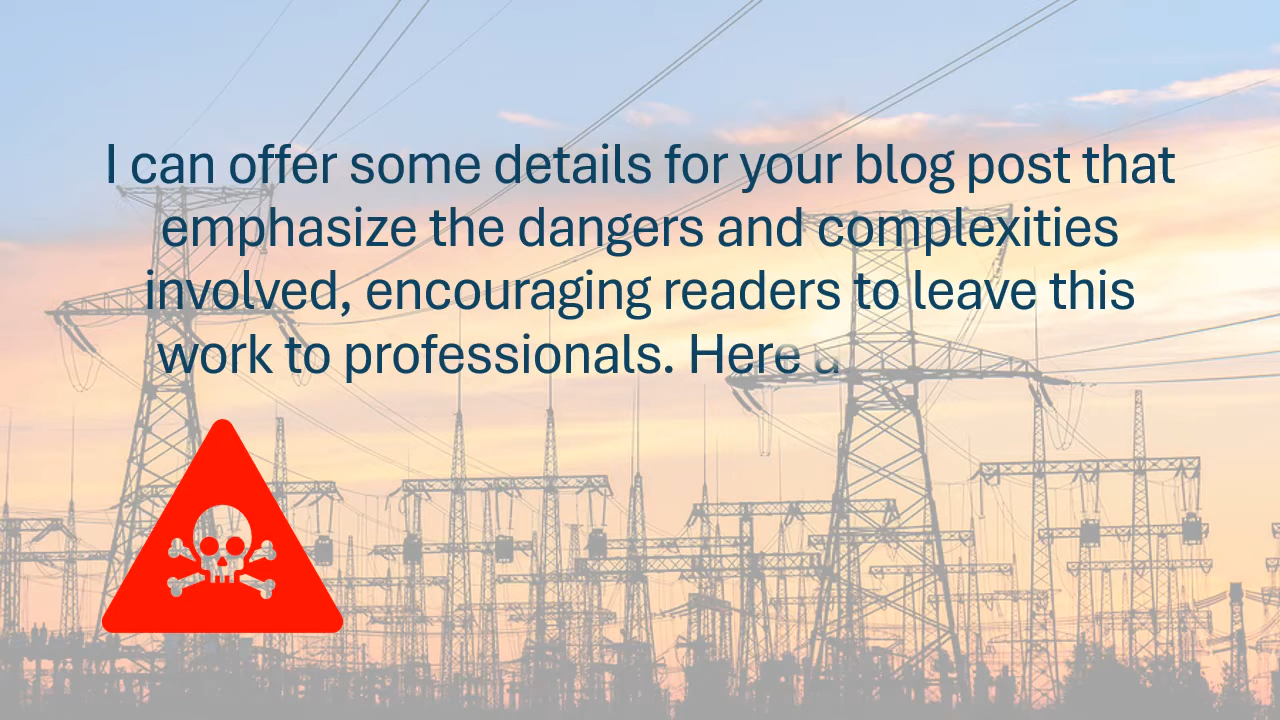 I can offer some details for your blog post that
emphasize the dangers and complexities
involved, encouraging readers to leave this
work to professionals. Here a